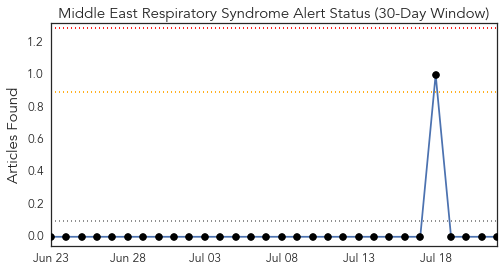 Middle East Respiratory Syndrome Alert Status (30-Day Window)
Articles Found
1.2
1.0
0.8
0.6
0.4
0.2
0.0
Jun 23 Jun 28 Jul 03 Jul 08 Jul 13 Jul 18